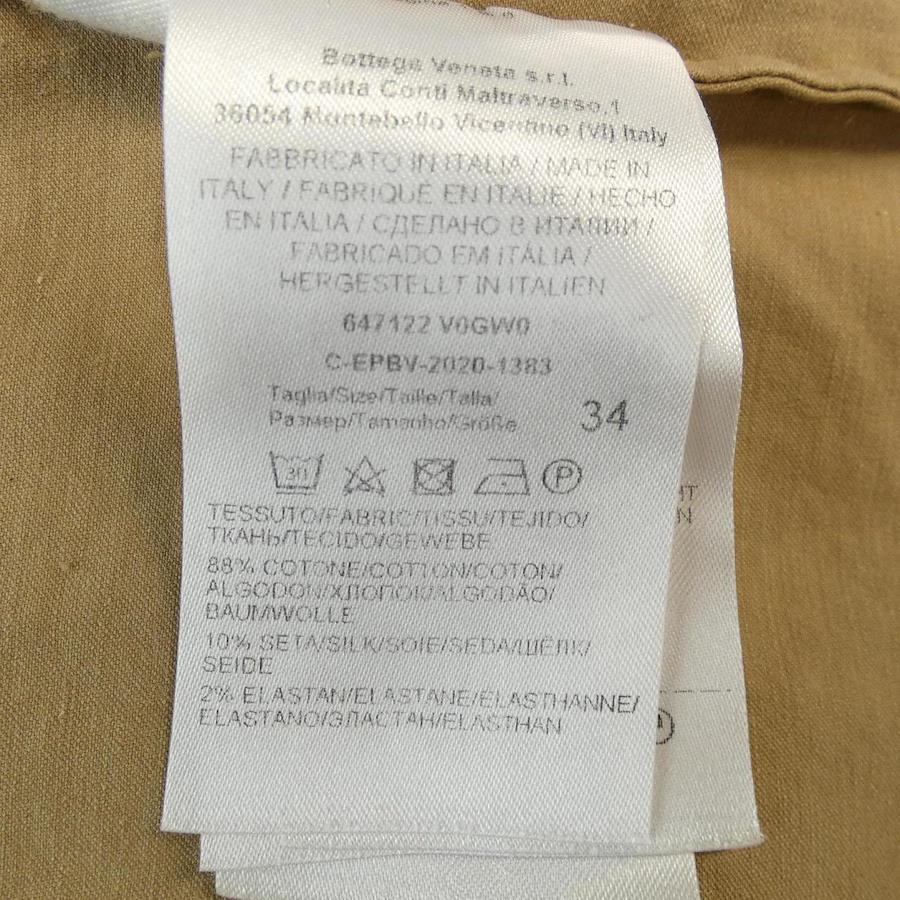 Bottega Veneta s.r.l.
Località Conti Maltraverso,1
36054 Montebello Vicentino (VI) Italy
FABBRICATO IN ITALIA / MADE IN
ITALY / FABRIQUÉ EN ITALIE / HECHO
EN ITALIA / СДЕЛАНО В ИТАЛИИ /
FABRICADO EM ITÁLIA /
HERGESTELLT IN ITALIEN
647122 V0GW0
C-EPBV-2020-1383
Taglia/Size/Taille/Talla/
Размер/Tamanho/Größe 34
30
P
TESSUTO/FABRIC/TISSU/TEJIDO/
ТКАНЬ/TECIDO/GEWEBE
88% COTONE/COTTON/COTON/
ALGODON/ХЛОПОК/ALGODÃO/
BAUMWOLLE
10% SETA/SILK/SOIE/SEDA/ШЁЛК/
SEIDE
2% ELASTAN/ELASTANE/ELASTHANNE/
ELASTANO/ЭЛАСТАН/ELASTHAN